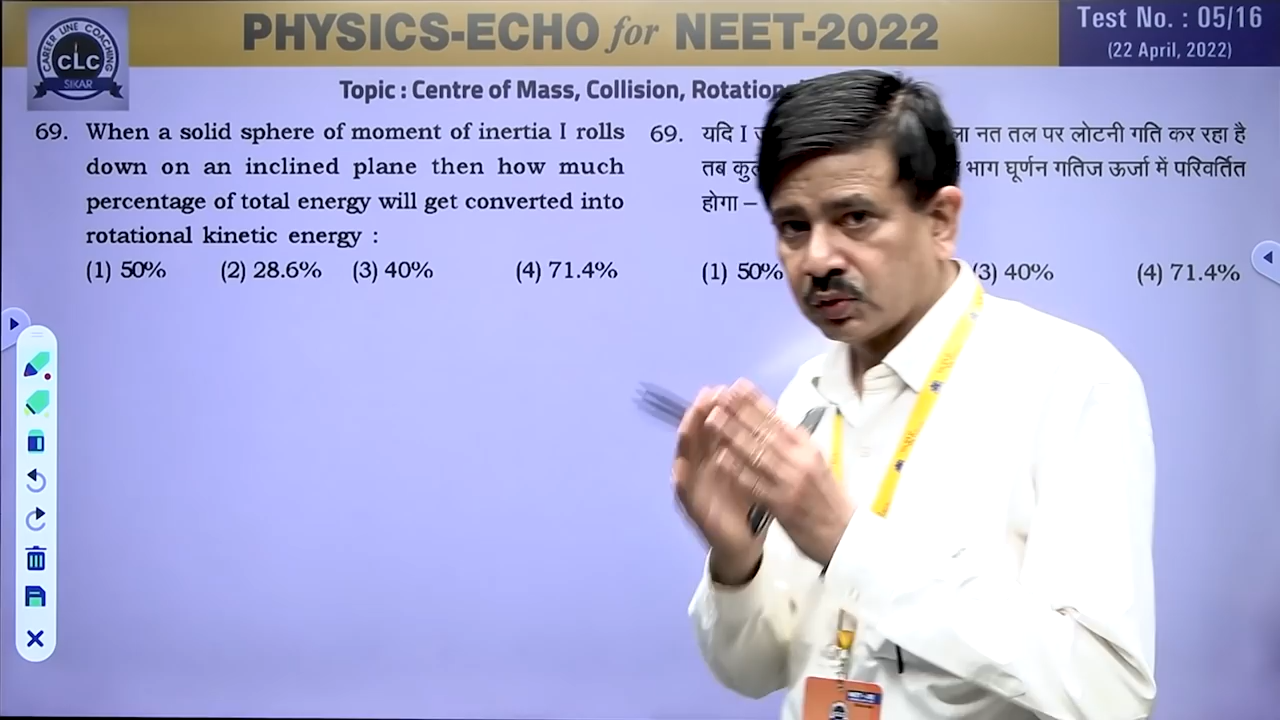 PHYSICS-ECHO for NEET-2022
Test No. : 05/16
(22 April, 2022)
CAREER LINE COACHING
CLC
SIKAR
Topic : Centre of Mass, Collision, Rotation
69. When a solid sphere of moment of inertia I rolls
down on an inclined plane then how much
percentage of total energy will get converted into
rotational kinetic energy :
(1) 50% (2) 28.6% (3) 40% (4) 71.4%
69. यदि I नत तल पर लोटनी गति कर रहा है
तब भाग घूर्णन गतिज ऊर्जा में परिवर्तित
होगा –
(1) 50% (3) 40% (4) 71.4%